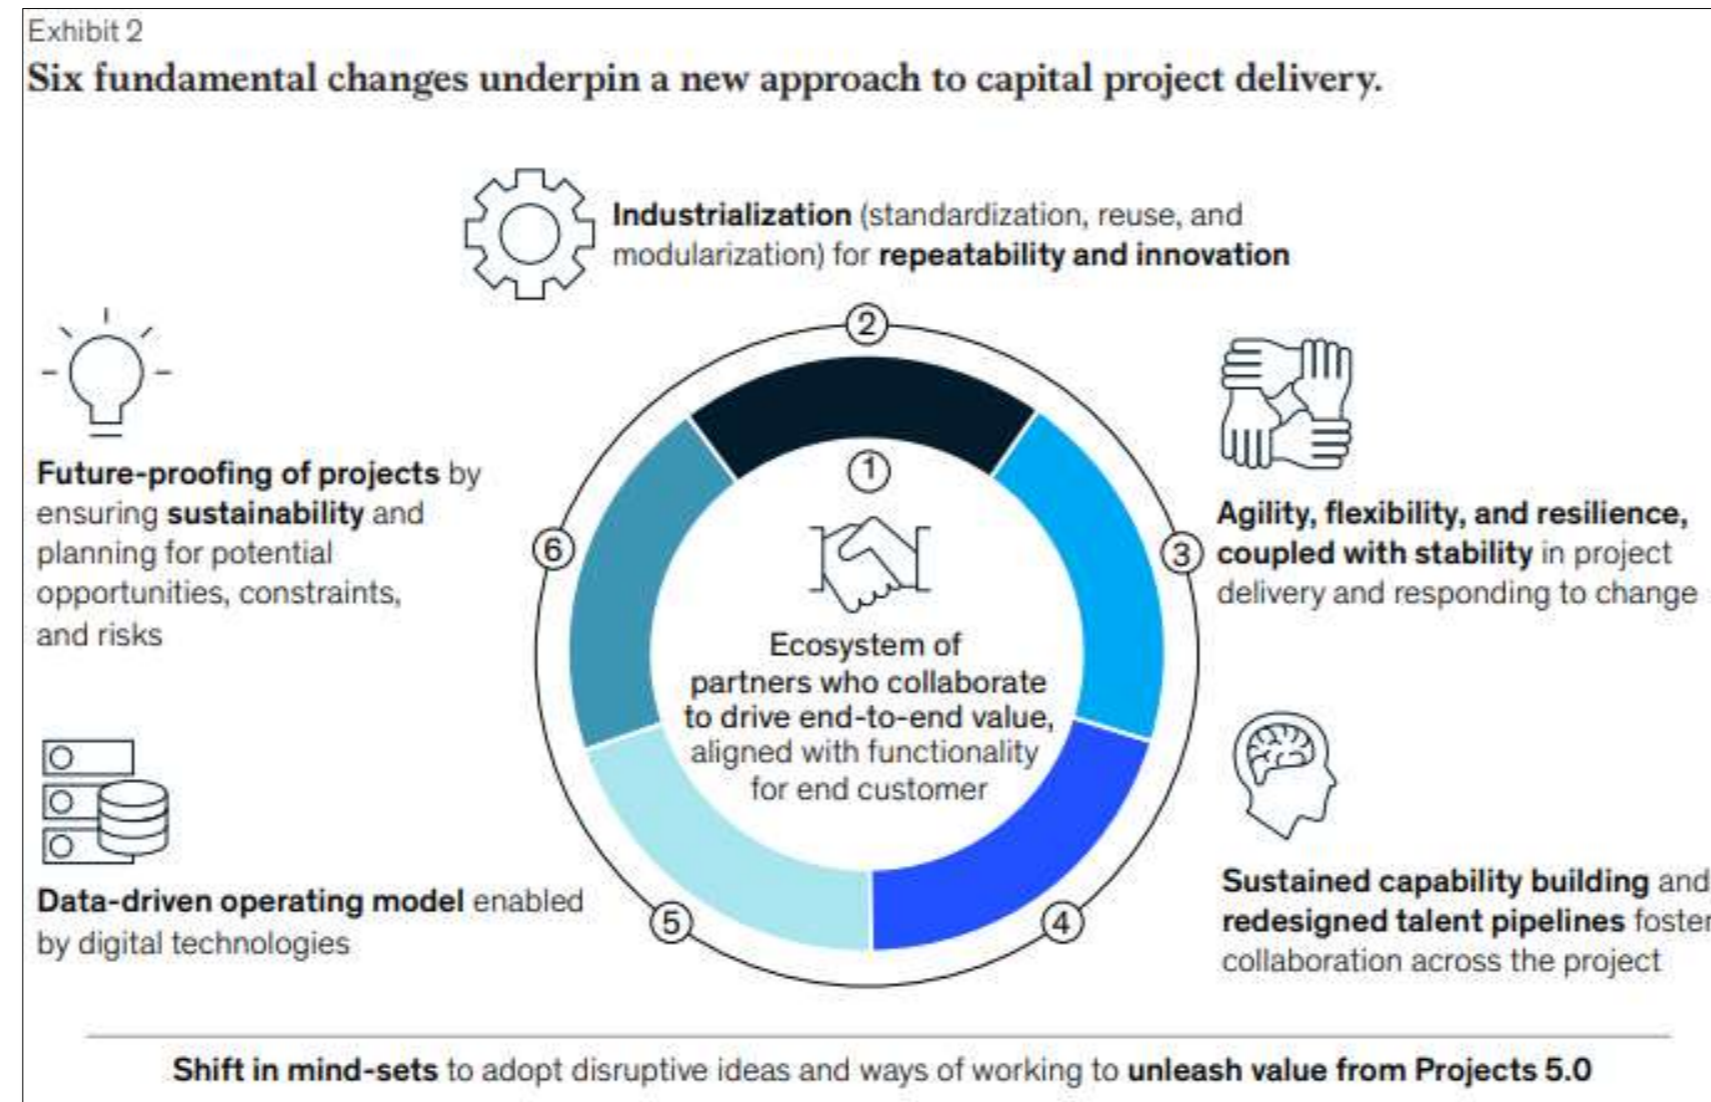 Exhibit 2
Six fundamental changes underpin a new approach to capital project delivery.
Industrialization (standardization, reuse, and
modularization) for repeatability and innovation
2
1
Ecosystem of
partners who collaborate
to drive end-to-end value,
aligned with functionality
for end customer
3
Agility, flexibility, and resilience,
coupled with stability in project
delivery and responding to change
4
Sustained capability building and
redesigned talent pipelines foster
collaboration across the project
5
Data-driven operating model enabled
by digital technologies
6
Future-proofing of projects by
ensuring sustainability and
planning for potential
opportunities, constraints,
and risks
Shift in mind-sets to adopt disruptive ideas and ways of working to unleash value from Projects 5.0